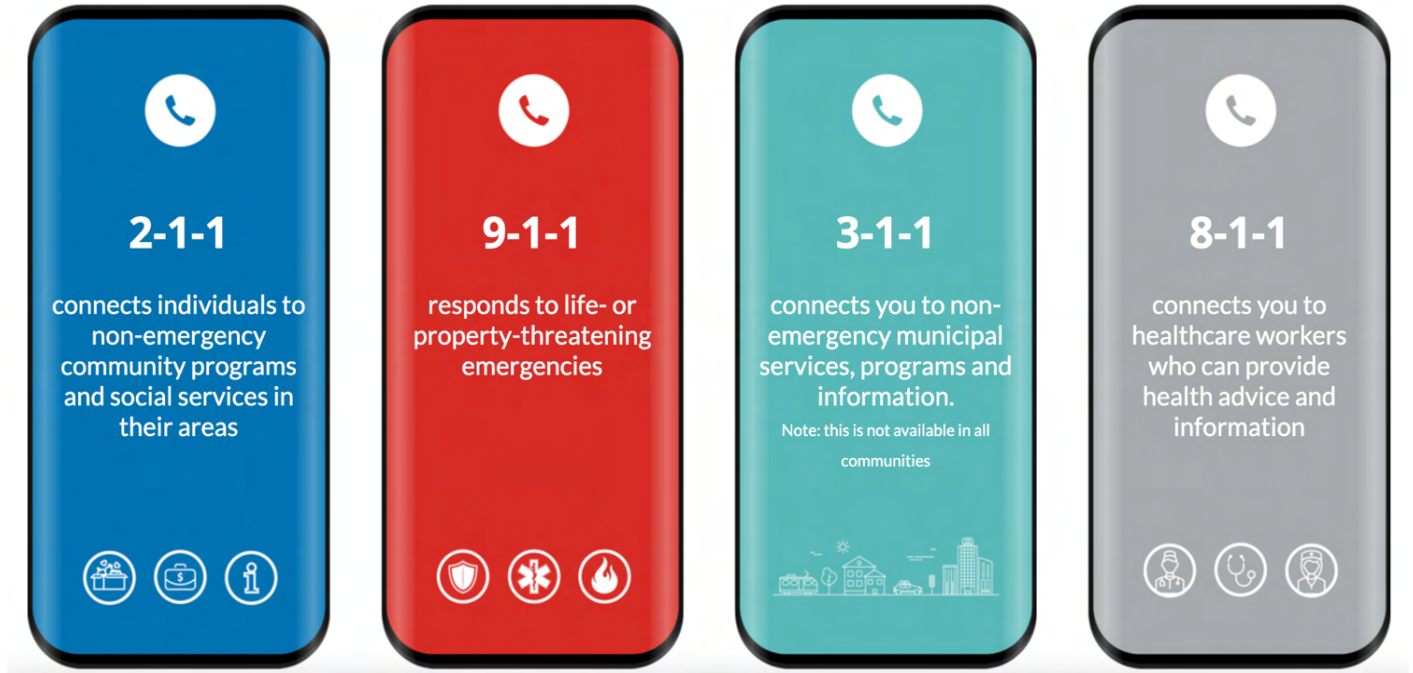 2-1-1
connects individuals to
non-emergency
community programs
and social services in
their areas
9-1-1
responds to life- or
property-threatening
emergencies
3-1-1
connects you to non-
emergency municipal
services, programs and
information.
Note: this is not available in all
communities
8-1-1
connects you to
healthcare workers
who can provide
health advice and
information